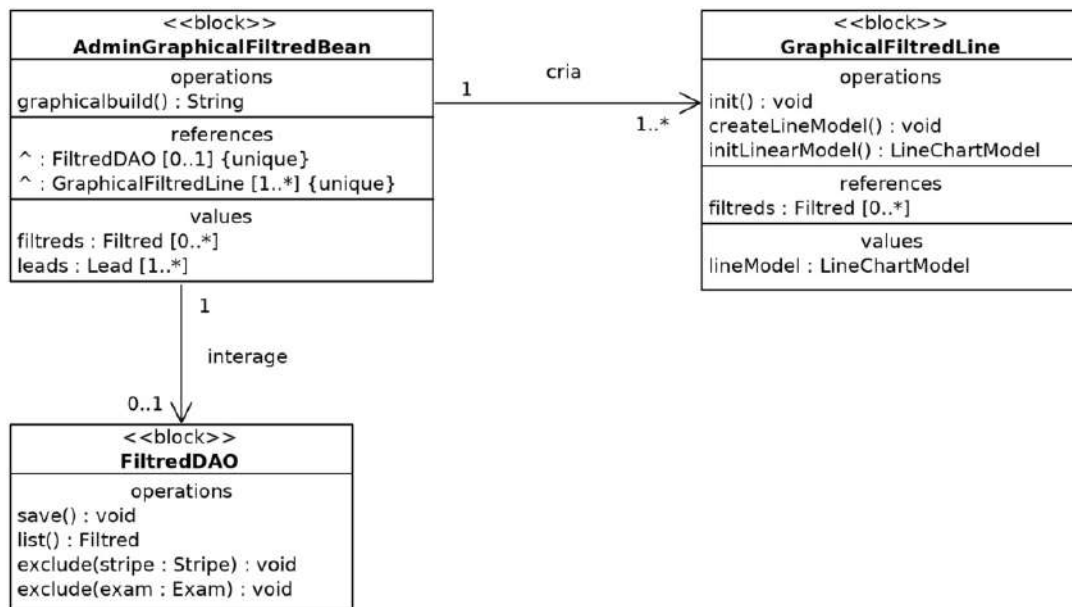 <<block>>
AdminGraphicalFiltredBean
operations
graphicalbuild() : String
references
^ : FiltredDAO [0..1] {unique}
^ : GraphicalFiltredLine [1..*] {unique}
values
filtreds : Filtred [0..*]
leads : Lead [1..*]
cria
1
1..*
<<block>>
GraphicalFiltredLine
operations
init() : void
createLineModel() : void
initLinearModel() : LineChartModel
references
filtreds : Filtred [0..*]
values
lineModel : LineChartModel
1
interage
0..1
<<block>>
FiltredDAO
operations
save() : void
list() : Filtred
exclude(stripe : Stripe) : void
exclude(exam : Exam) : void